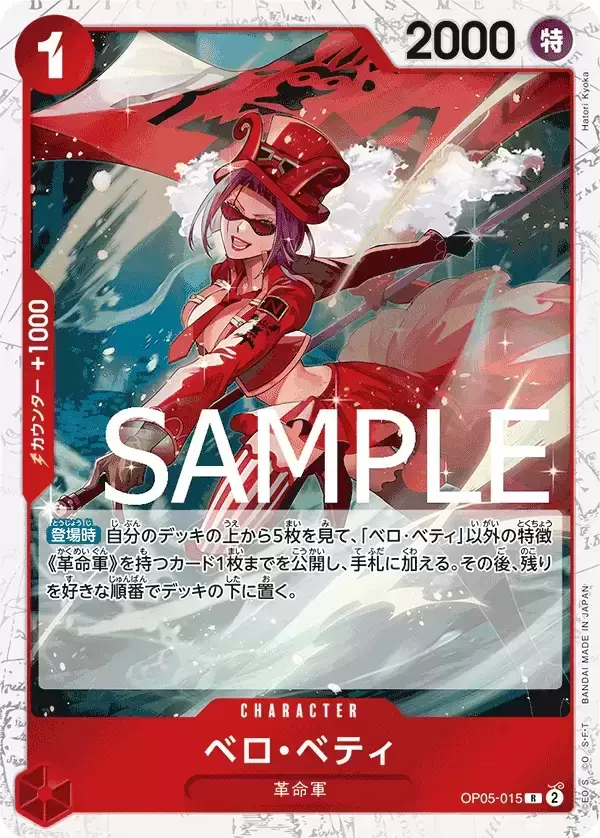 1
2000
特
Hatori Kyoka
カウンター +1000
SAMPLE
登場時 自分のデッキの上から5枚を見て、「ベロ・ベティ」以外の特徴
《革命軍》を持つカード1枚までを公開し、手札に加える。その後、残り
を好きな順番でデッキの下に置く。
CHARACTER
ベロ・ベティ
革命軍
OP05-015 R 2
BANDAI MADE IN JAPAN